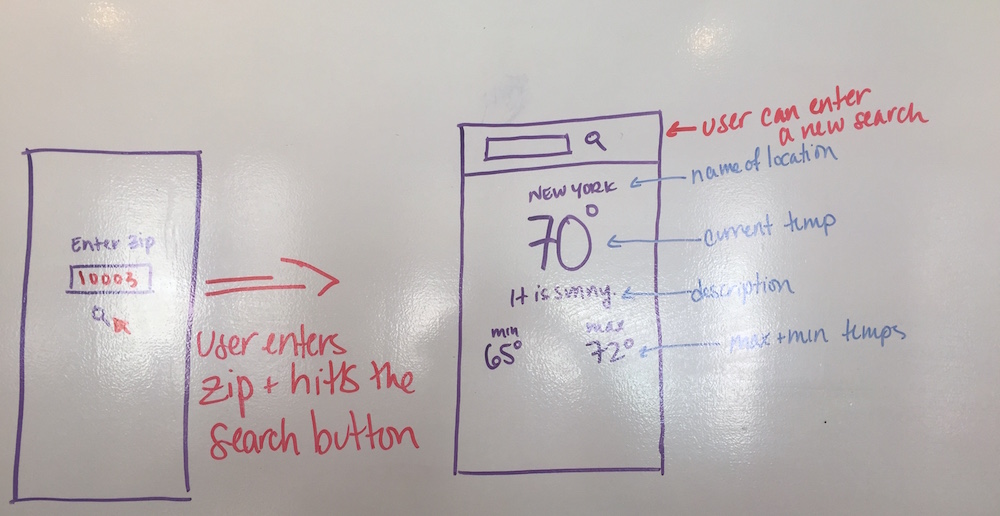 Enter zip
10003
User enters
zip + hits the
search button
NEW YORK
70°
It is sunny
min
65°
max
72°
user can enter
a new search
name of location
current temp
description
max + min temps